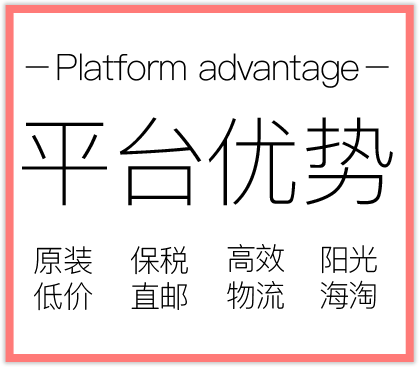 －Platform advantage－
平台优势
原装 保税 高效 阳光
低价 直邮 物流 海淘